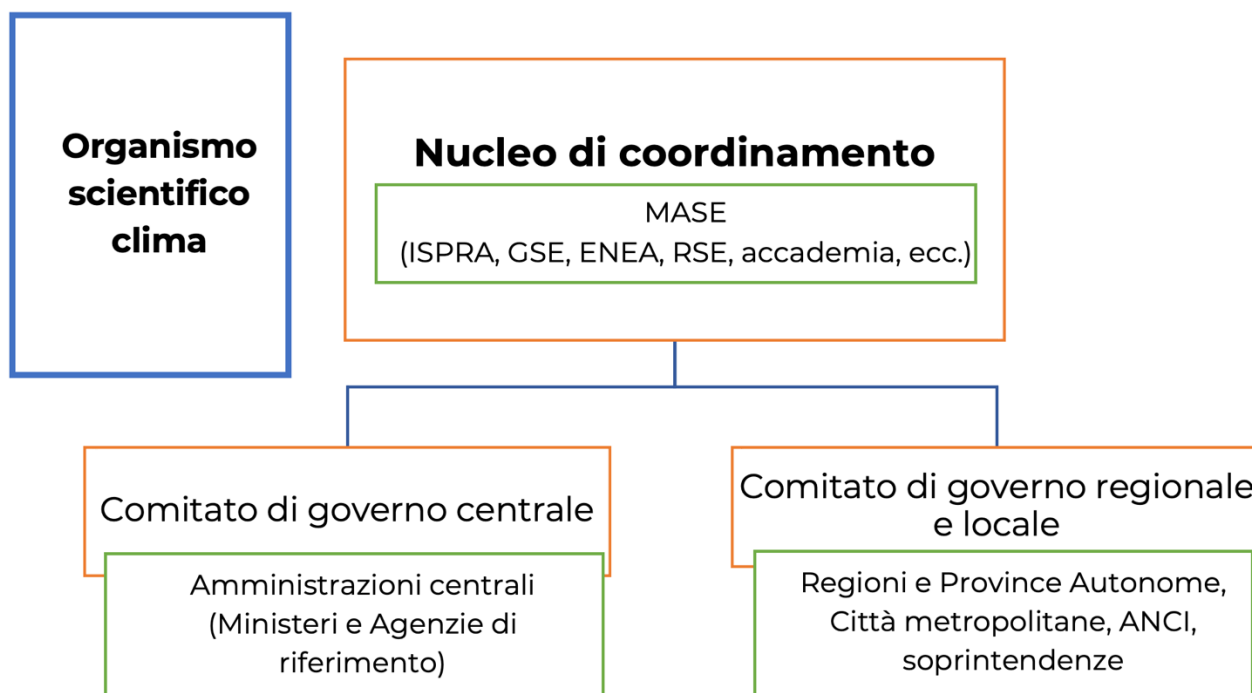 Organismo
scientifico
clima
Nucleo di coordinamento
MASE
(ISPRA, GSE, ENEA, RSE, accademia, ecc.)
Comitato di governo centrale
Amministrazioni centrali
(Ministeri e Agenzie di
riferimento)
Comitato di governo regionale
e locale
Regioni e Province Autonome,
Città metropolitane, ANCI,
soprintendenze